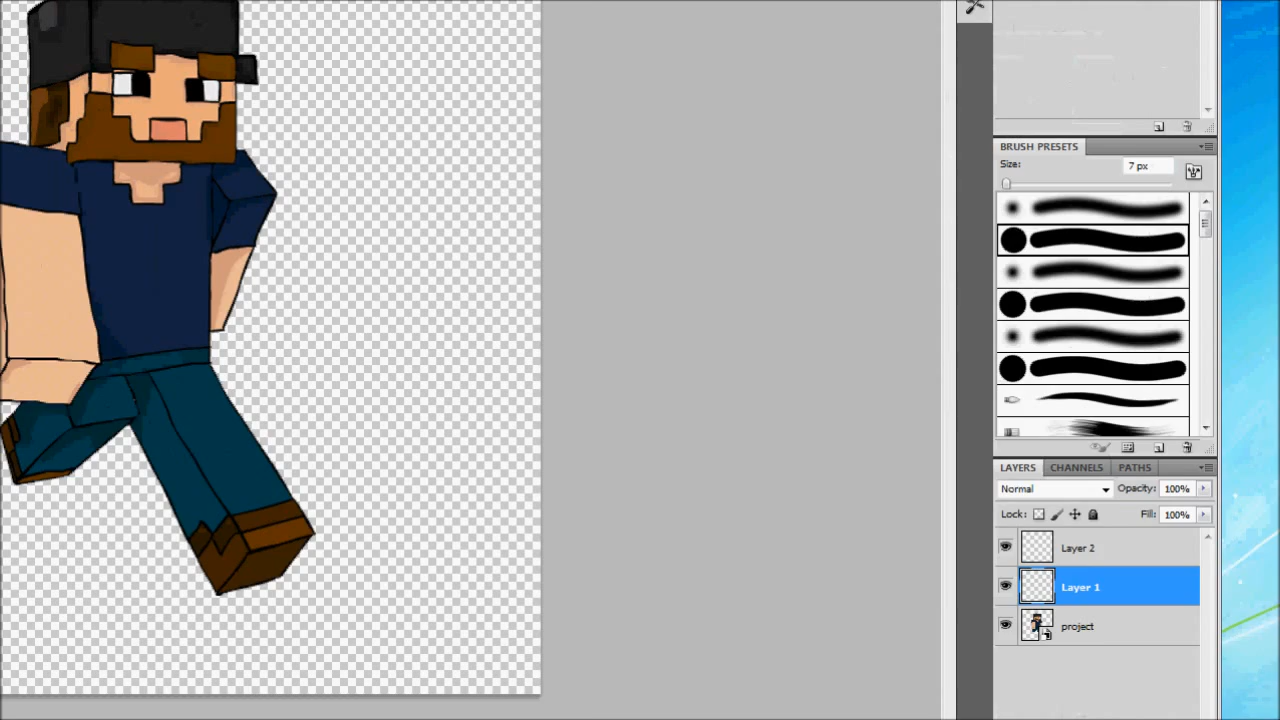 BRUSH PRESETS
Size: 7 px
LAYERS CHANNELS PATHS
Normal Opacity: 100%
Lock: Fill: 100%
Layer 2
Layer 1
project